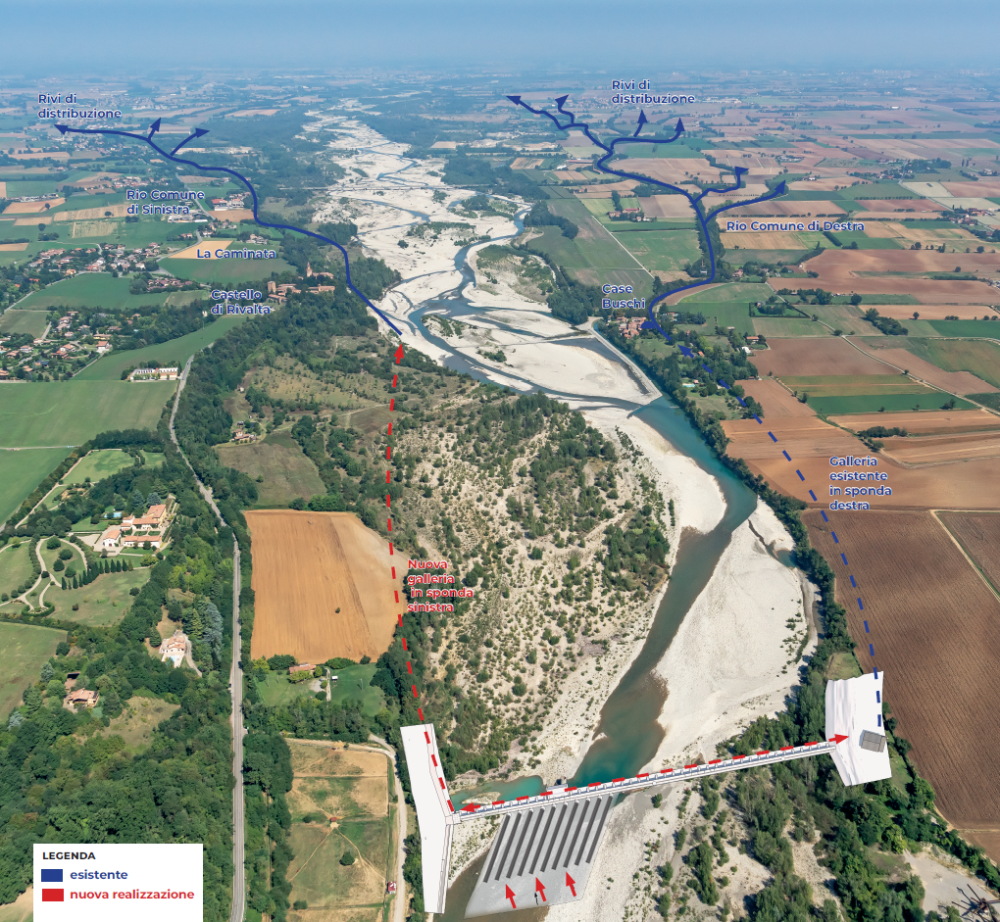 Rivi di
distribuzione
Rivi di
distribuzione
Rio Comune
di Sinistra
Rio Comune di Destra
La Caminata
Castello
di Rivalta
Case
Buschi
Galleria
esistente
in sponda
destra
Nuova
galleria
in sponda
sinistra
LEGENDA
esistente
nuova realizzazione